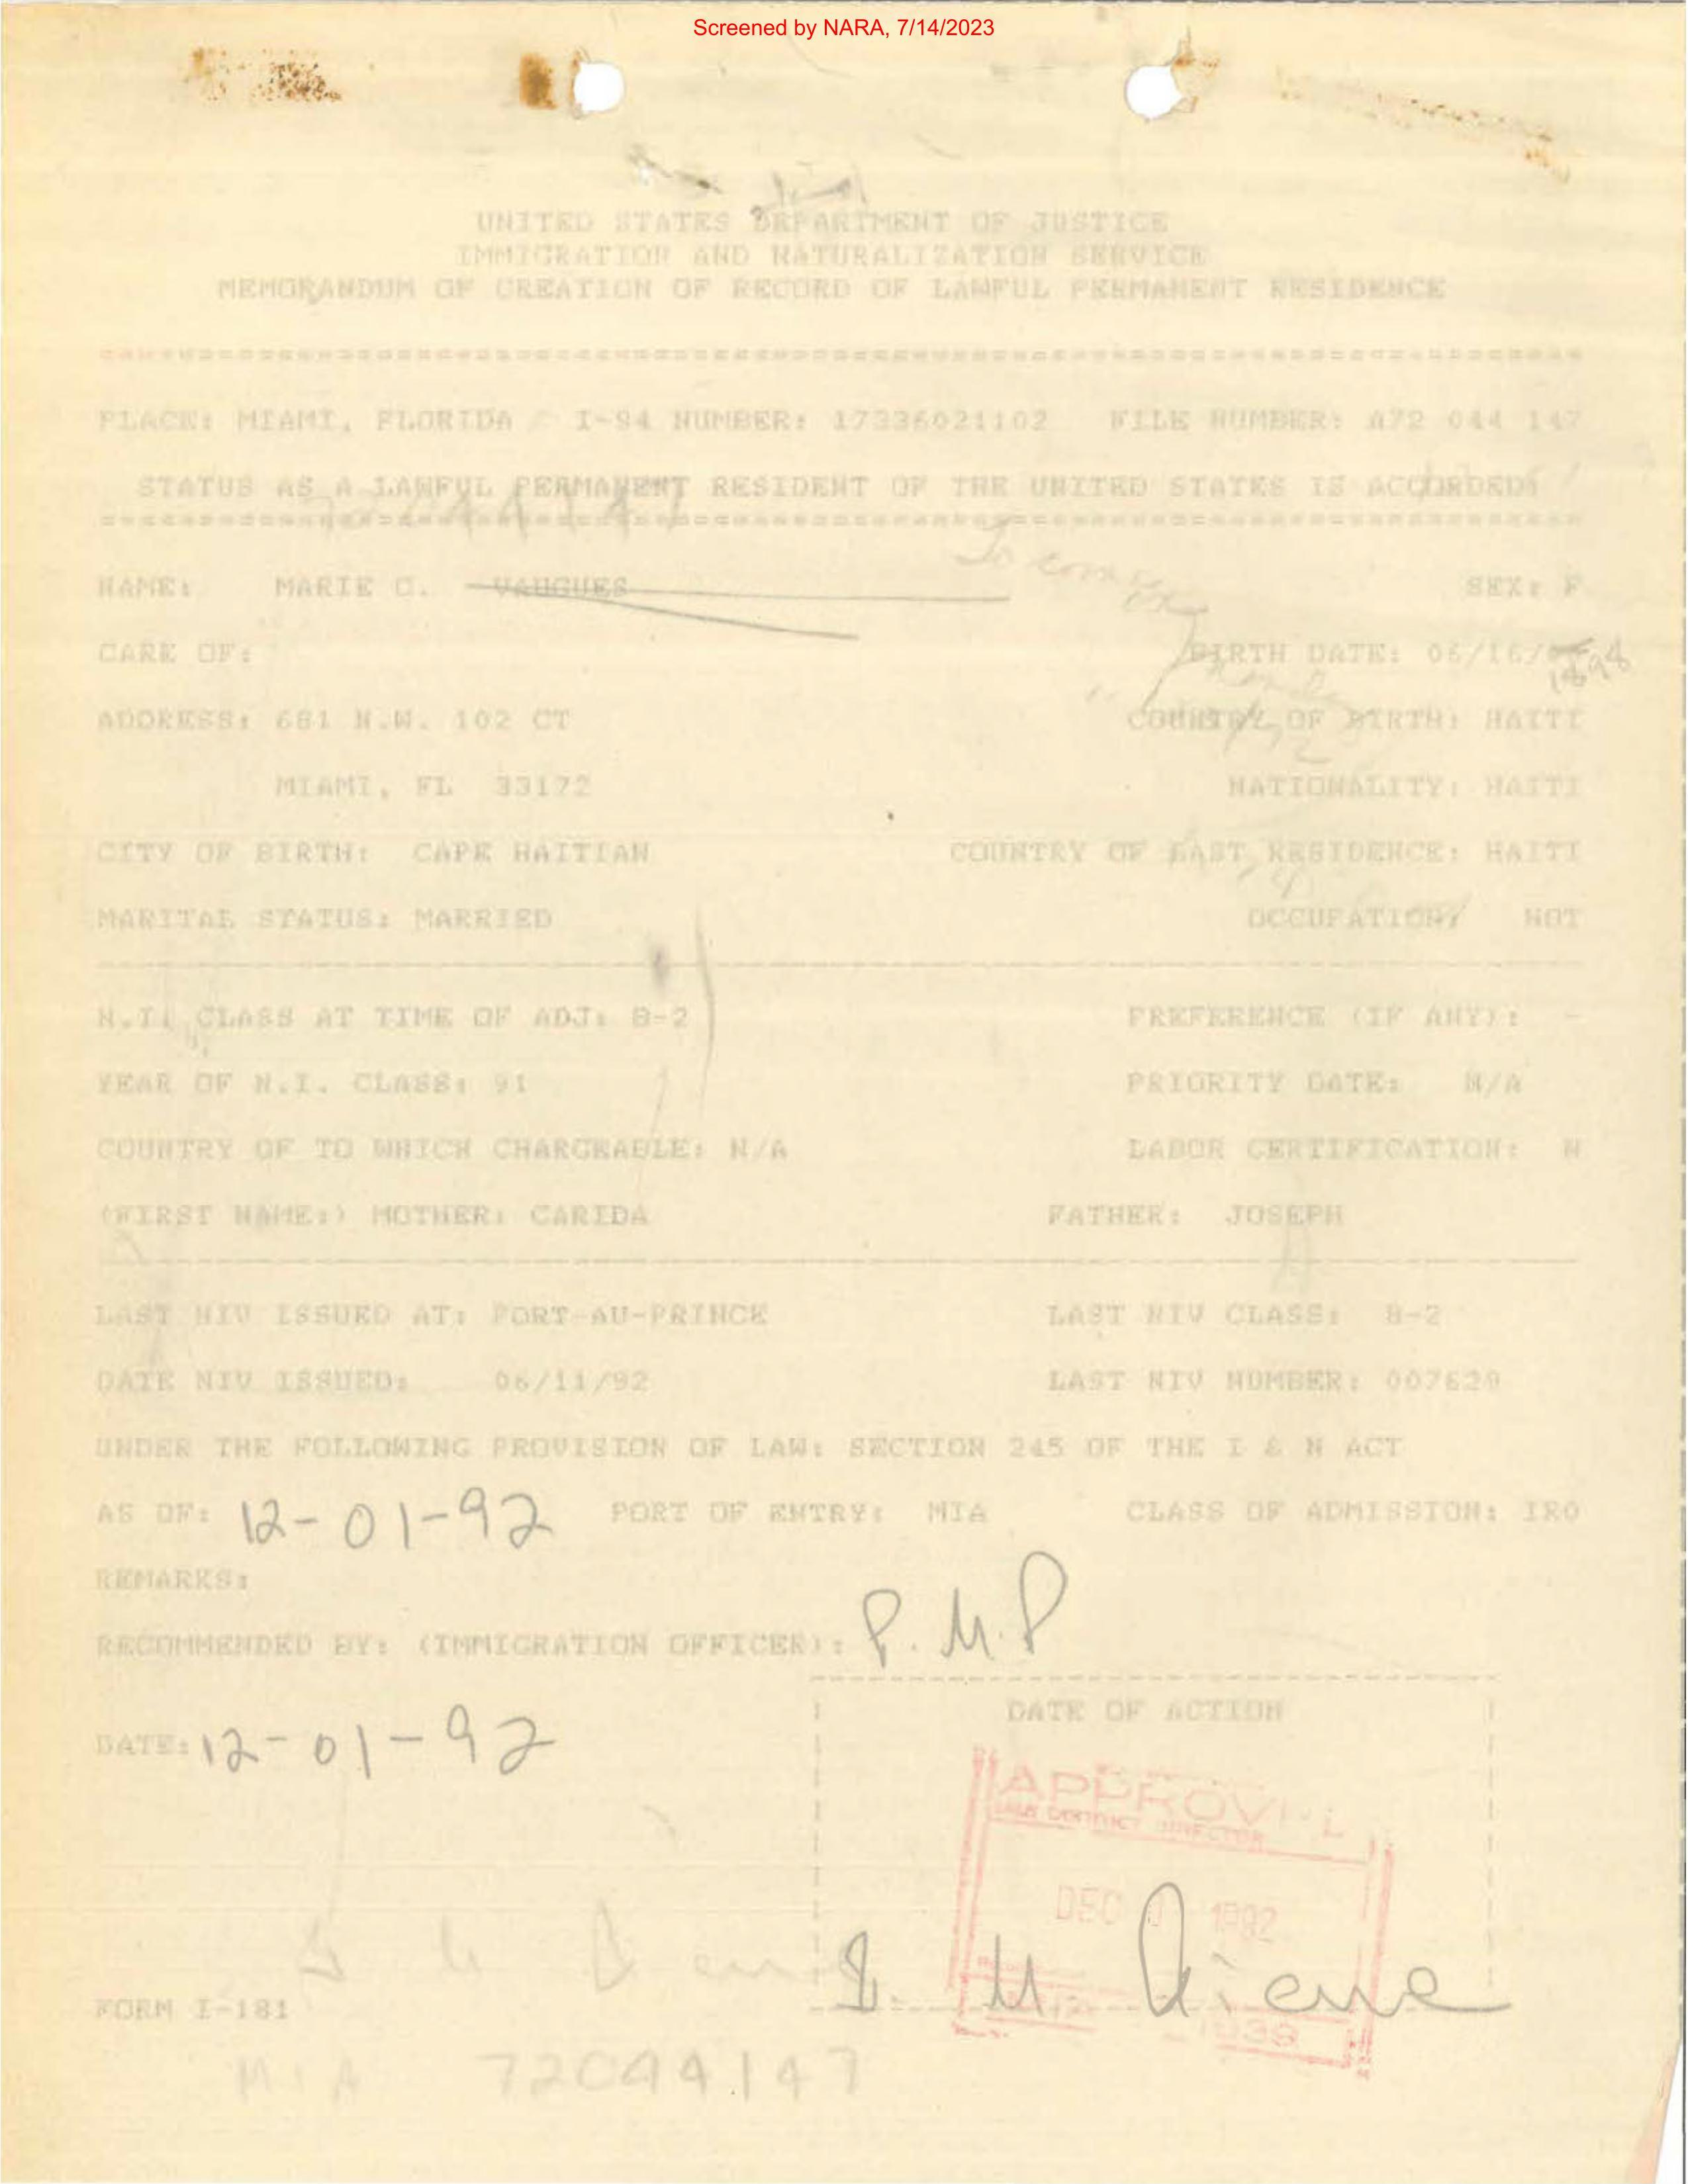 Screened by NARA, 7/14/2023
UNITED STATES DEPARTMENT OF JUSTICE
IMMIGRATION AND NATURALIZATION SERVICE
MEMORANDUM OF CREATION OF RECORD OF LAWFUL PERMANENT RESIDENCE
PLACE: MIAMI, FLORIDA I-94 NUMBER: 17336021102 FILE NUMBER: A72 044 147
STATUS AS A LAWFUL PERMANENT RESIDENT OF THE UNITED STATES IS ACCORDED:
72044147
NAME: MARIE C. VAUGUES SEX: F
CARE OF: BIRTH DATE: 06/16/ 1898
ADDRESS: 681 N.W. 102 CT COUNTRY OF BIRTH: HAITI
MIAMI, FL 33172 NATIONALITY: HAITI
CITY OF BIRTH: CAPE HAITIAN COUNTRY OF LAST RESIDENCE: HAITI
MARITAL STATUS: MARRIED OCCUPATION: NOT
N.I. CLASS AT TIME OF ADJ: B-2 PREFERENCE (IF ANY): -
YEAR OF N.I. CLASS: 91 PRIORITY DATE: N/A
COUNTRY OF TO WHICH CHARGEABLE: N/A LABOR CERTIFICATION: N
(FIRST NAME:) MOTHER: CARIDA FATHER: JOSEPH
LAST NIV ISSUED AT: PORT-AU-PRINCE LAST NIV CLASS: B-2
DATE NIV ISSUED: 06/11/92 LAST NIV NUMBER: 007629
UNDER THE FOLLOWING PROVISION OF LAW: SECTION 245 OF THE I & N ACT
AS OF: 12-01-92 PORT OF ENTRY: MIA CLASS OF ADMISSION: IR0
REMARKS:
RECOMMENDED BY: (IMMIGRATION OFFICER): P.M.P
DATE OF ACTION
DATE: 12-01-92
APPROVAL
DISTRICT DIRECTOR
DEC 1992
FORM I-181
MIA 72044147